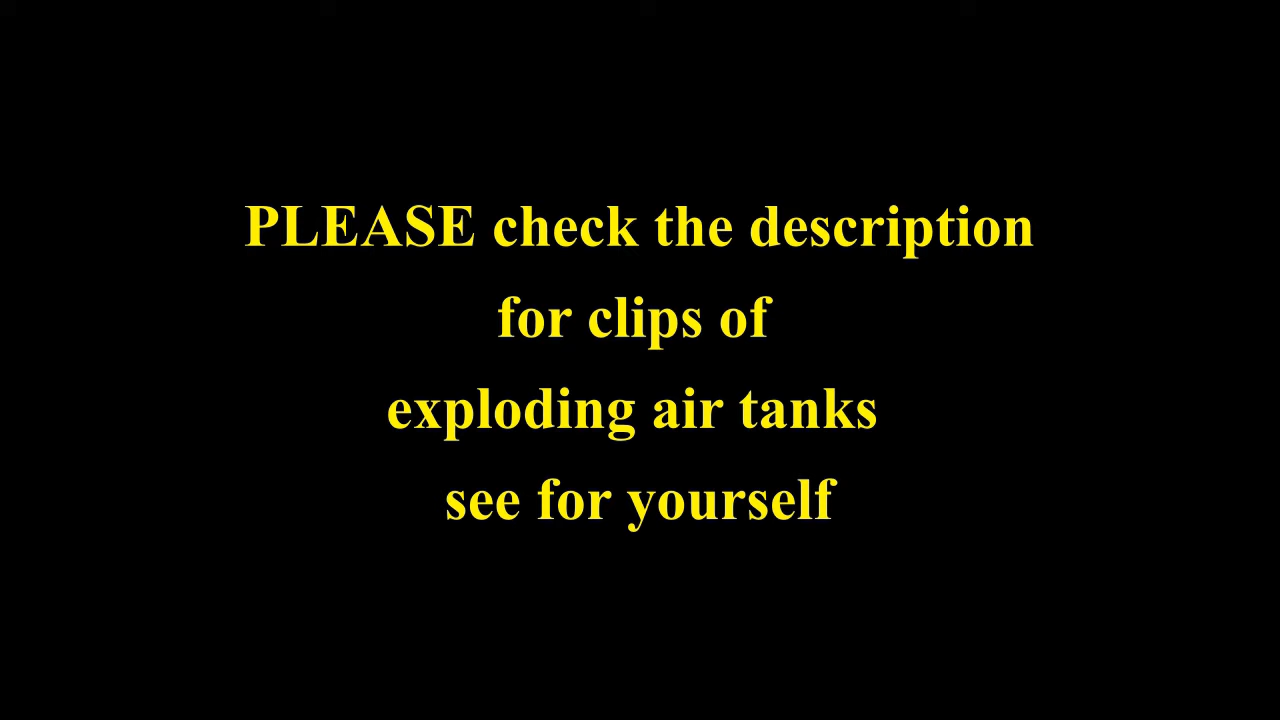 PLEASE check the description
for clips of
exploding air tanks
see for yourself